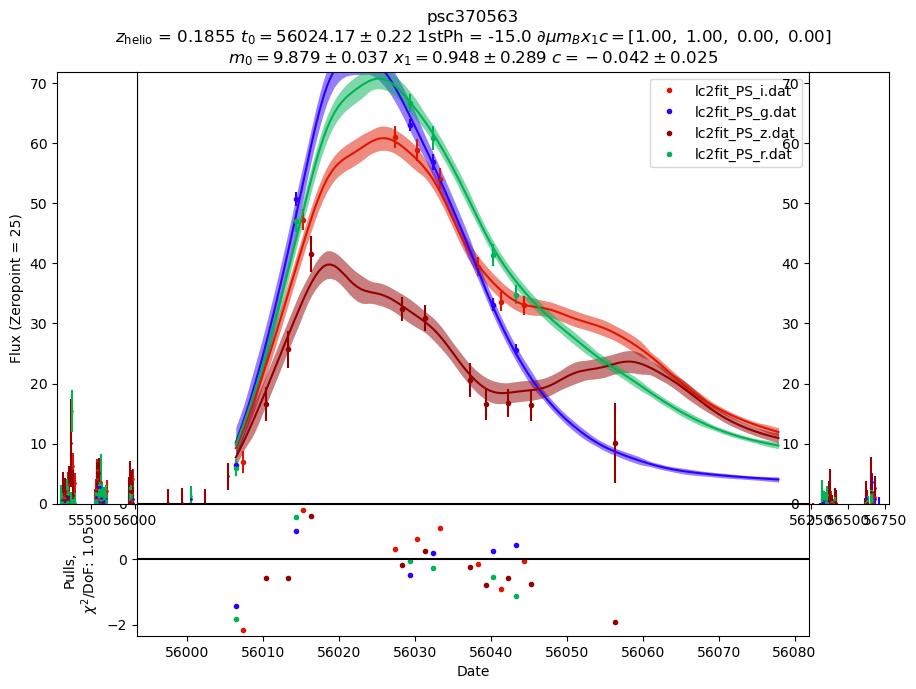 psc370563
z_helio = 0.1855 t_0 = 56024.17 ± 0.22 1stPh = -15.0 ∂μm_Bx_1c = [1.00, 1.00, 0.00, 0.00]
m_0 = 9.879 ± 0.037 x_1 = 0.948 ± 0.289 c = −0.042 ± 0.025
Flux (Zeropoint = 25)
70
60
50
40
30
20
10
0
lc2fit_PS_i.dat
lc2fit_PS_g.dat
lc2fit_PS_z.dat
lc2fit_PS_r.dat
70
60
50
40
30
20
10
0
55500
56000
56250
56500
56750
Pulls,
χ²/DoF: 1.05
0
−2
56000
56010
56020
56030
56040
56050
56060
56070
56080
Date